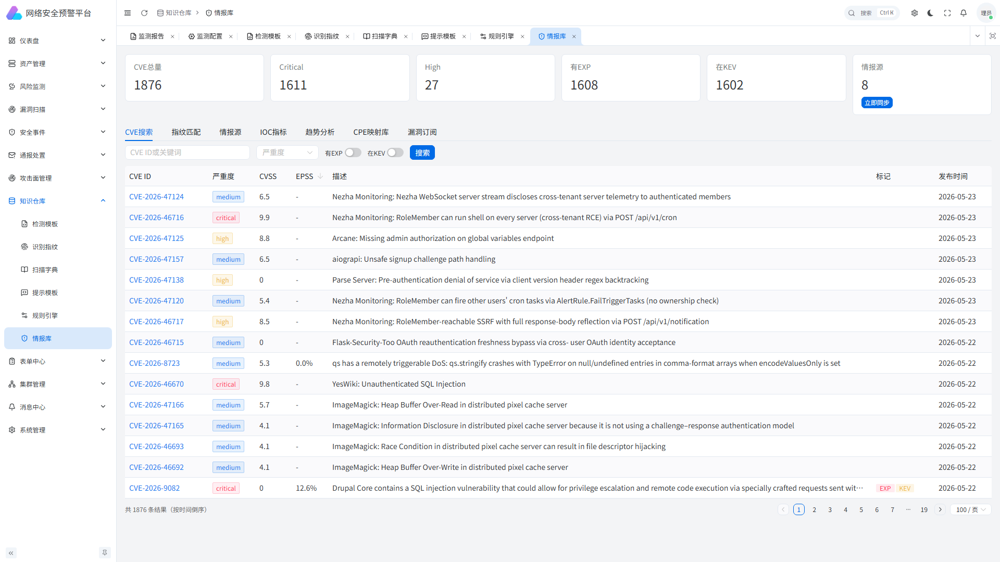 网络安全预警平台
知识仓库 > 情报库
搜索 Ctrl K
理员
仪表盘
资产管理
风险监测
漏洞扫描
安全事件
通报处置
攻击面管理
知识仓库
检测模板
识别指纹
扫描字典
提示模板
规则引擎
情报库
表单中心
集群管理
消息中心
系统管理
监测报告 × 监测配置 × 检测模板 × 识别指纹 × 扫描字典 × 提示模板 × 规则引擎 × 情报库 ×
CVE总量 Critical High 有EXP 在KEV 情报源
1876 1611 27 1608 1602 8
立即同步
CVE搜索 指纹匹配 情报源 IOC指标 趋势分析 CPE映射库 漏洞订阅
CVE ID或关键词 严重度 有EXP 在KEV 搜索
CVE ID 严重度 CVSS EPSS 描述 标记 发布时间
CVE-2026-47124 medium 6.5 - Nezha Monitoring: Nezha WebSocket server stream discloses cross-tenant server telemetry to authenticated members 2026-05-23
CVE-2026-46716 critical 9.9 - Nezha Monitoring: RoleMember can run shell on every server (cross-tenant RCE) via POST /api/v1/cron 2026-05-23
CVE-2026-47125 high 8.8 - Arcane: Missing admin authorization on global variables endpoint 2026-05-23
CVE-2026-47157 medium 6.5 - aiograpi: Unsafe signup challenge path handling 2026-05-23
CVE-2026-47138 high 0 - Parse Server: Pre-authentication denial of service via client version header regex backtracking 2026-05-23
CVE-2026-47120 medium 5.4 - Nezha Monitoring: RoleMember can fire other users' cron tasks via AlertRule.FailTriggerTasks (no ownership check) 2026-05-23
CVE-2026-46717 high 8.5 - Nezha Monitoring: RoleMember-reachable SSRF with full response-body reflection via POST /api/v1/notification 2026-05-23
CVE-2026-46715 medium 0 - Flask-Security-Too OAuth reauthentication freshness bypass via cross- user OAuth identity acceptance 2026-05-22
CVE-2026-8723 medium 5.3 0.0% qs has a remotely triggerable DoS: qs.stringify crashes with TypeError on null/undefined entries in comma-format arrays when encodeValuesOnly is set 2026-05-22
CVE-2026-46670 critical 9.8 - YesWiki: Unauthenticated SQL Injection 2026-05-22
CVE-2026-47166 medium 5.7 - ImageMagick: Heap Buffer Over-Read in distributed pixel cache server 2026-05-22
CVE-2026-47165 medium 4.1 - ImageMagick: Information Disclosure in distributed pixel cache server because it is not using a challenge–response authentication model 2026-05-22
CVE-2026-46693 medium 4.1 - ImageMagick: Race Condition in distributed pixel cache server can result in file descriptor hijacking 2026-05-22
CVE-2026-46692 medium 4.1 - ImageMagick: Heap Buffer Over-Write in distributed pixel cache server 2026-05-22
CVE-2026-9082 critical 0 12.6% Drupal Core contains a SQL injection vulnerability that could allow for privilege escalation and remote code execution via specially crafted requests sent wit··· EXP KEV 2026-05-22
共 1876 条结果（按时间倒序） 1 2 3 4 5 6 7 ··· 19 100 / 页